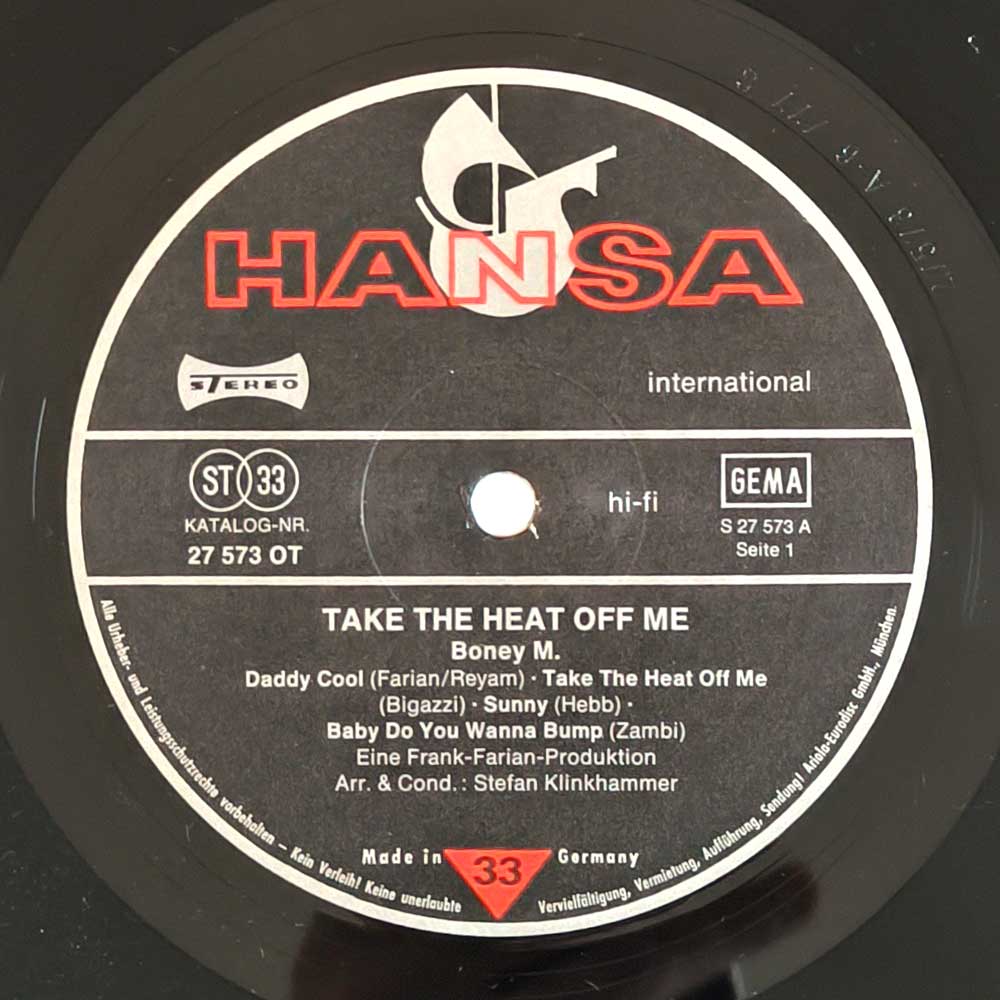 HANSA
STEREO
international
ST 33
KATALOG-NR.
27 573 OT
hi-fi
GEMA
S 27 573 A
Seite 1
TAKE THE HEAT OFF ME
Boney M.
Daddy Cool (Farian/Reyam) · Take The Heat Off Me
(Bigazzi) · Sunny (Hebb) ·
Baby Do You Wanna Bump (Zambi)
Eine Frank-Farian-Produktion
Arr. & Cond.: Stefan Klinkhammer
Made in 33 Germany
Alle Urheber- und Leistungsschutzrechte vorbehalten – Kein Verleih! Keine unerlaubte Vervielfältigung, Vermietung, Aufführung, Sendung! Ariola-Eurodisc GmbH., München.